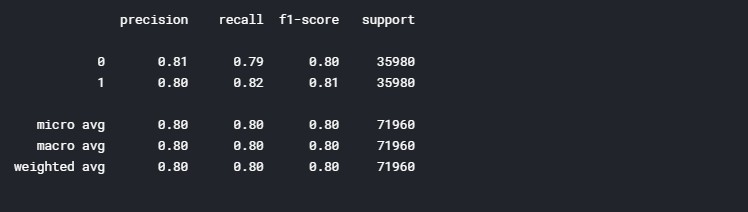 precision recall f1-score support
0 0.81 0.79 0.80 35980
1 0.80 0.82 0.81 35980
micro avg 0.80 0.80 0.80 71960
macro avg 0.80 0.80 0.80 71960
weighted avg 0.80 0.80 0.80 71960